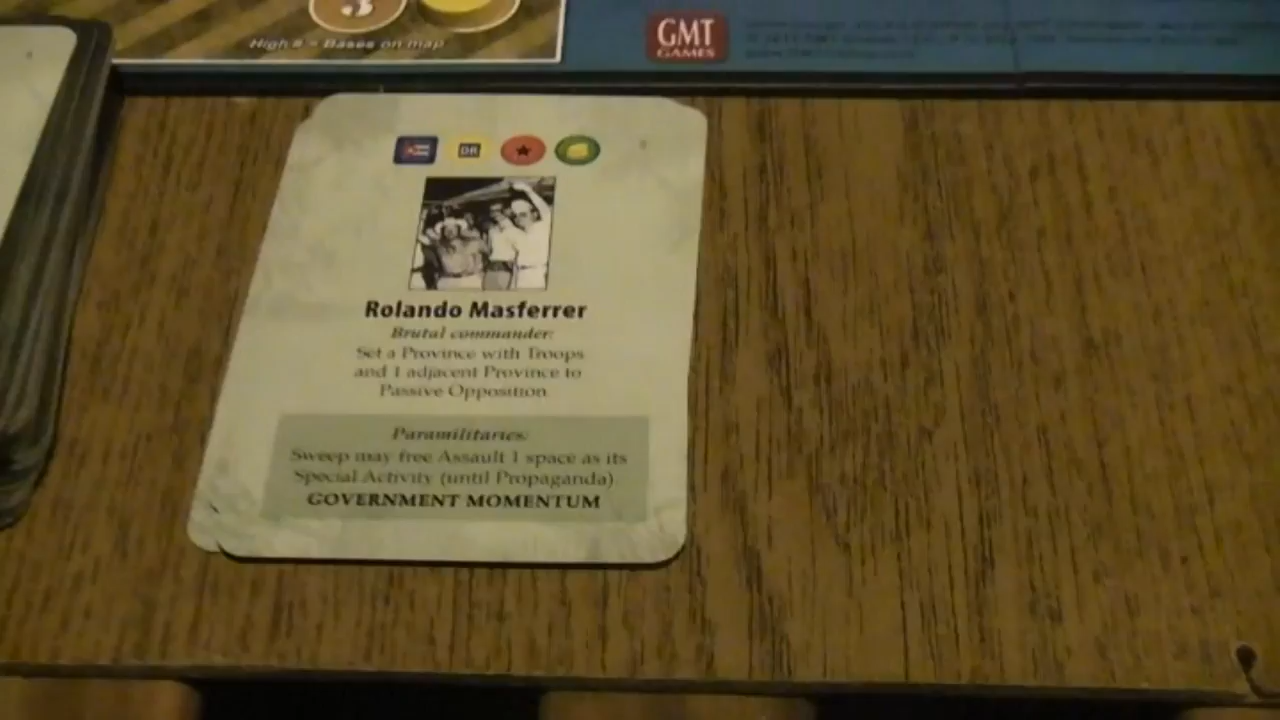 3
High # = Bases on map
GMT
GAMES
DR
Rolando Masferrer
Brutal commander:
Set a Province with Troops
and 1 adjacent Province to
Passive Opposition.
Paramilitaries:
Sweep may free Assault 1 space as its
Special Activity (until Propaganda).
GOVERNMENT MOMENTUM